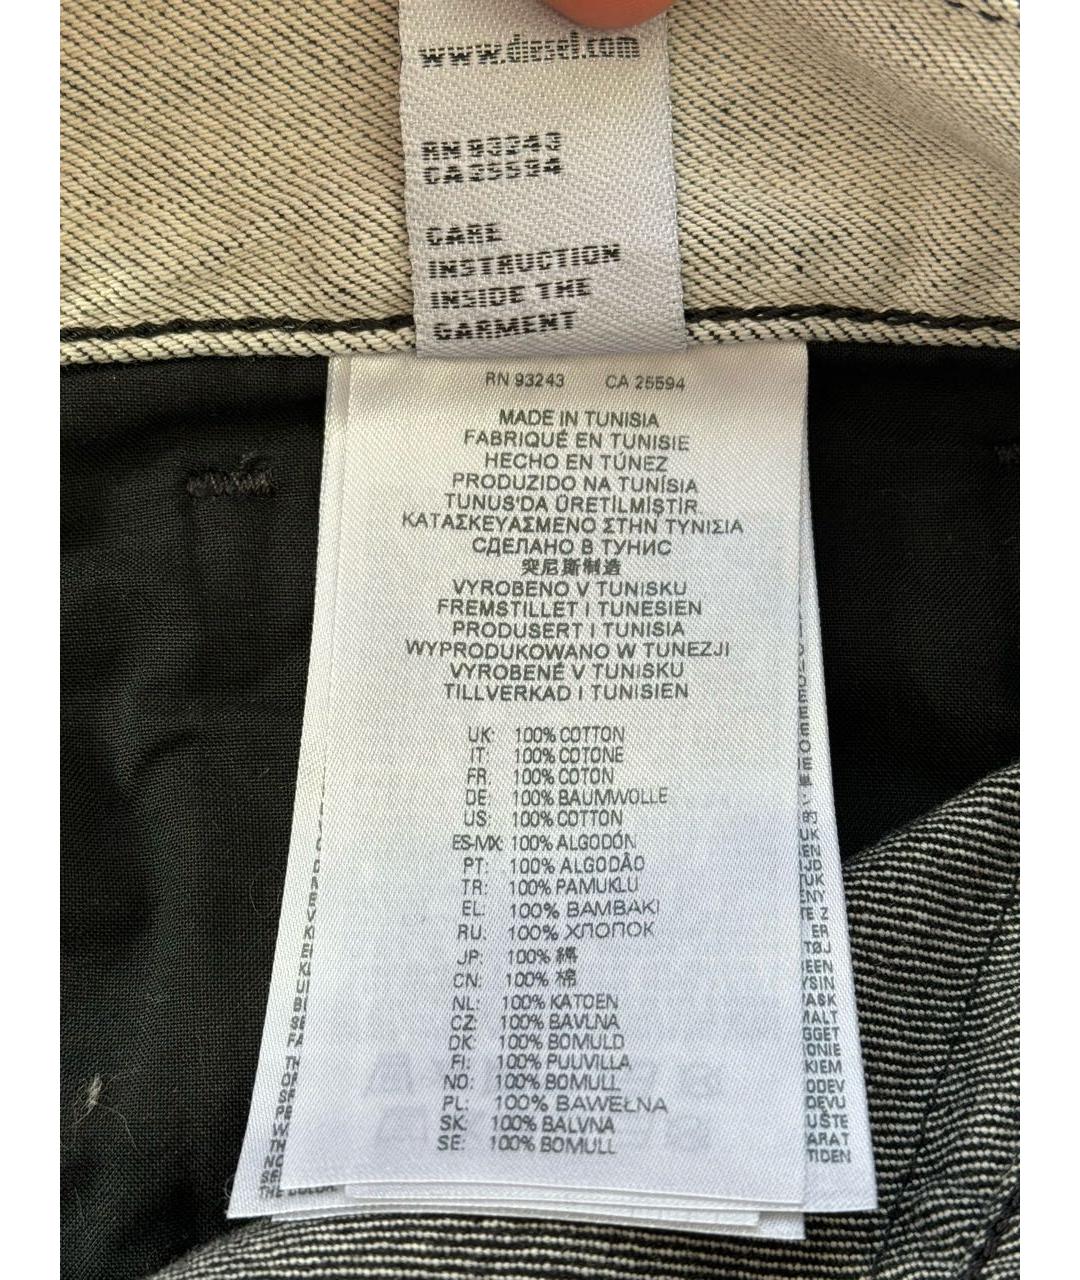 www.diesel.com
RN 93243
CA 25594
CARE
INSTRUCTION
INSIDE THE
GARMENT
RN 93243 CA 25594
MADE IN TUNISIA
FABRIQUÉ EN TUNISIE
HECHO EN TÚNEZ
PRODUZIDO NA TUNÍSIA
TUNUS'DA ÜRETİLMİŞTİR
ΚΑΤΑΣΚΕΥΑΣΜΕΝΟ ΣΤΗΝ ΤΥΝΙΣΙΑ
СДЕЛАНО В ТУНИС
突尼斯制造
VYROBENO V TUNISKU
FREMSTILLET I TUNESIEN
PRODUSERT I TUNISIA
WYPRODUKOWANO W TUNEZJI
VYROBENÉ V TUNISKU
TILLVERKAD I TUNISIEN
UK: 100% COTTON
IT: 100% COTONE
FR: 100% COTON
DE: 100% BAUMWOLLE
US: 100% COTTON
ES-MX: 100% ALGODÓN
PT: 100% ALGODÃO
TR: 100% PAMUKLU
EL: 100% ΒΑΜΒΑΚΙ
RU: 100% ХЛОПОК
JP: 100% 綿
CN: 100% 棉
NL: 100% KATOEN
CZ: 100% BAVLNA
DK: 100% BOMULD
FI: 100% PUUVILLA
NO: 100% BOMULL
PL: 100% BAWEŁNA
SK: 100% BALVNA
SE: 100% BOMULL